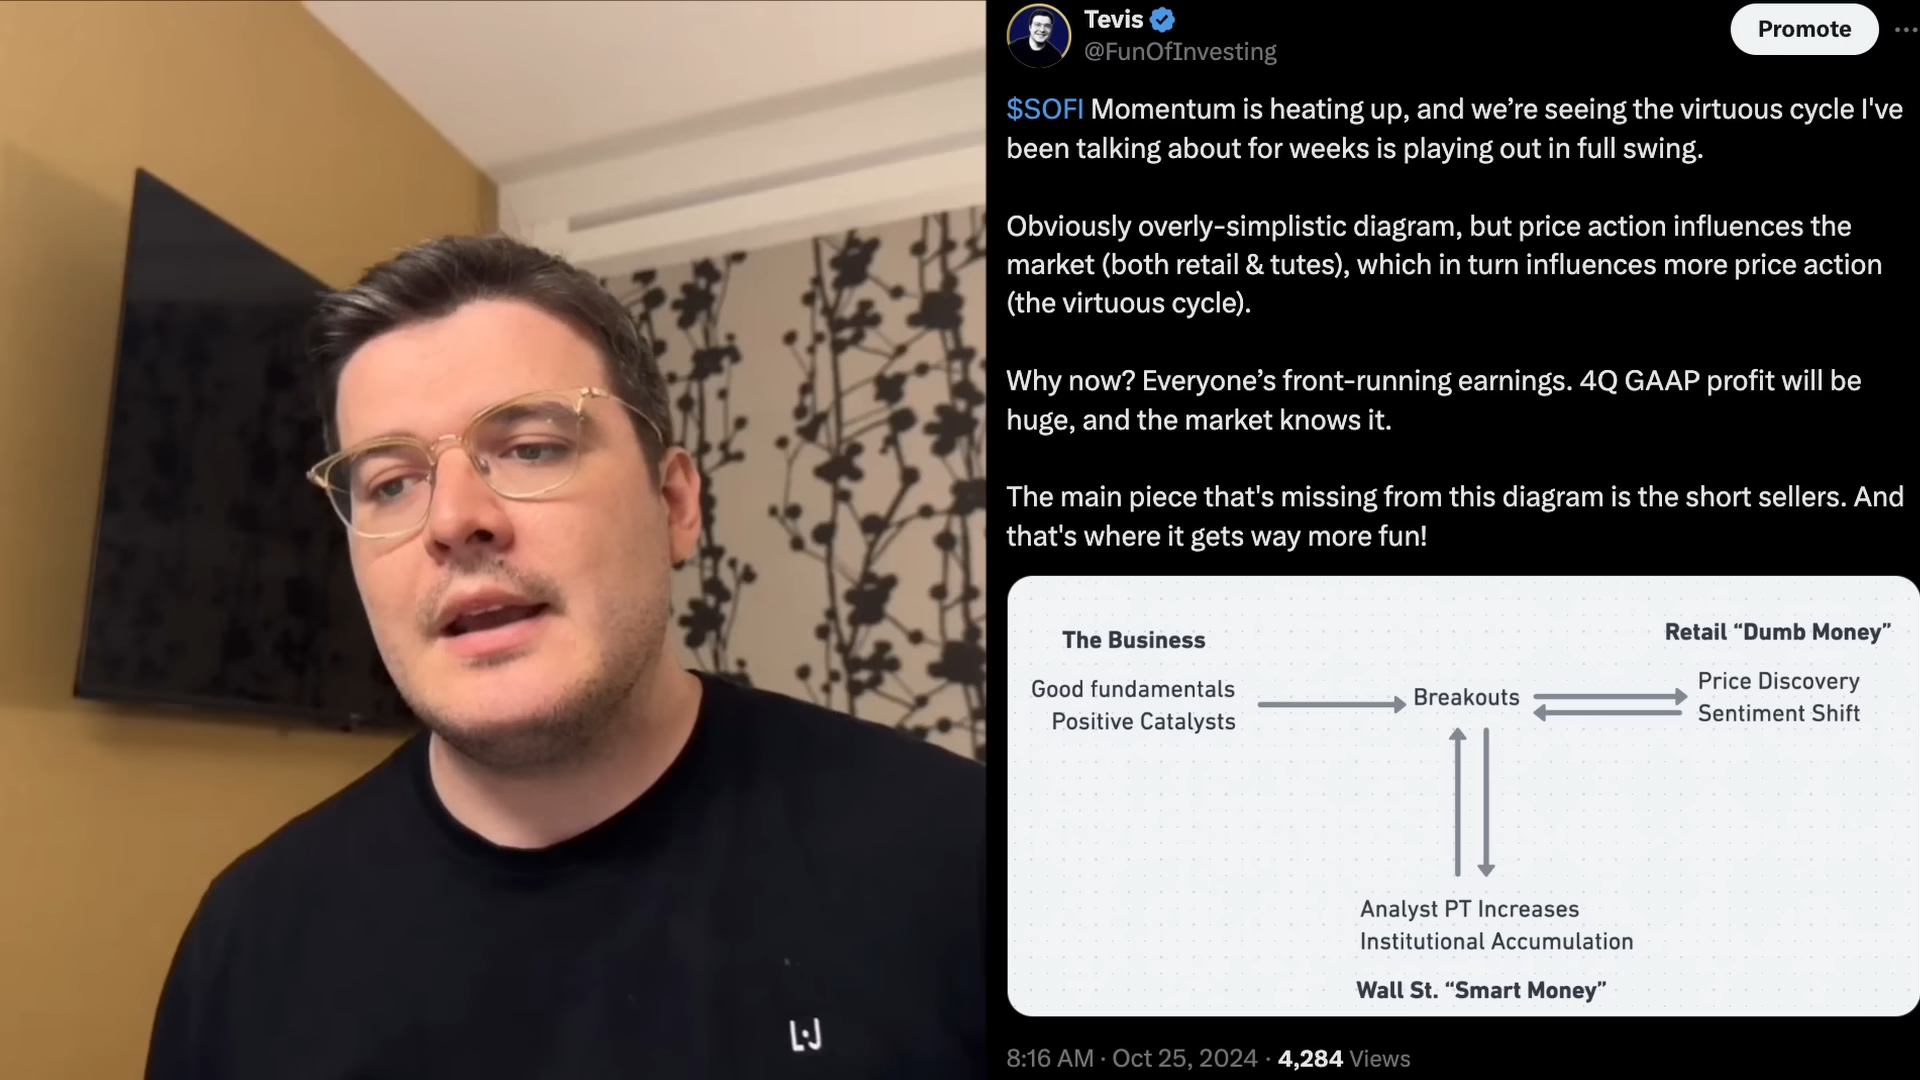 Tevis
@FunOfInvesting
Promote
$SOFI Momentum is heating up, and we’re seeing the virtuous cycle I've
been talking about for weeks is playing out in full swing.
Obviously overly-simplistic diagram, but price action influences the
market (both retail & tutes), which in turn influences more price action
(the virtuous cycle).
Why now? Everyone’s front-running earnings. 4Q GAAP profit will be
huge, and the market knows it.
The main piece that's missing from this diagram is the short sellers. And
that's where it gets way more fun!
The Business
Good fundamentals
Positive Catalysts
Breakouts
Retail “Dumb Money”
Price Discovery
Sentiment Shift
Analyst PT Increases
Institutional Accumulation
Wall St. “Smart Money”
8:16 AM · Oct 25, 2024 · 4,284 Views